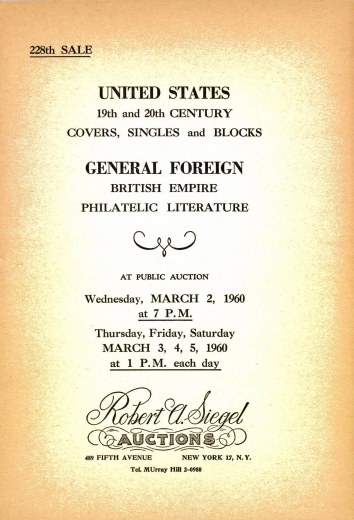 228th SALE
UNITED STATES
19th and 20th CENTURY
COVERS, SINGLES and BLOCKS
GENERAL FOREIGN
BRITISH EMPIRE
PHILATELIC LITERATURE
AT PUBLIC AUCTION
Wednesday, MARCH 2, 1960
at 7 P.M.
Thursday, Friday, Saturday
MARCH 3, 4, 5, 1960
at 1 P.M. each day
Robert A. Siegel
AUCTIONS
489 FIFTH AVENUE NEW YORK 17, N.Y.
Tel. MUrray Hill 2-0980